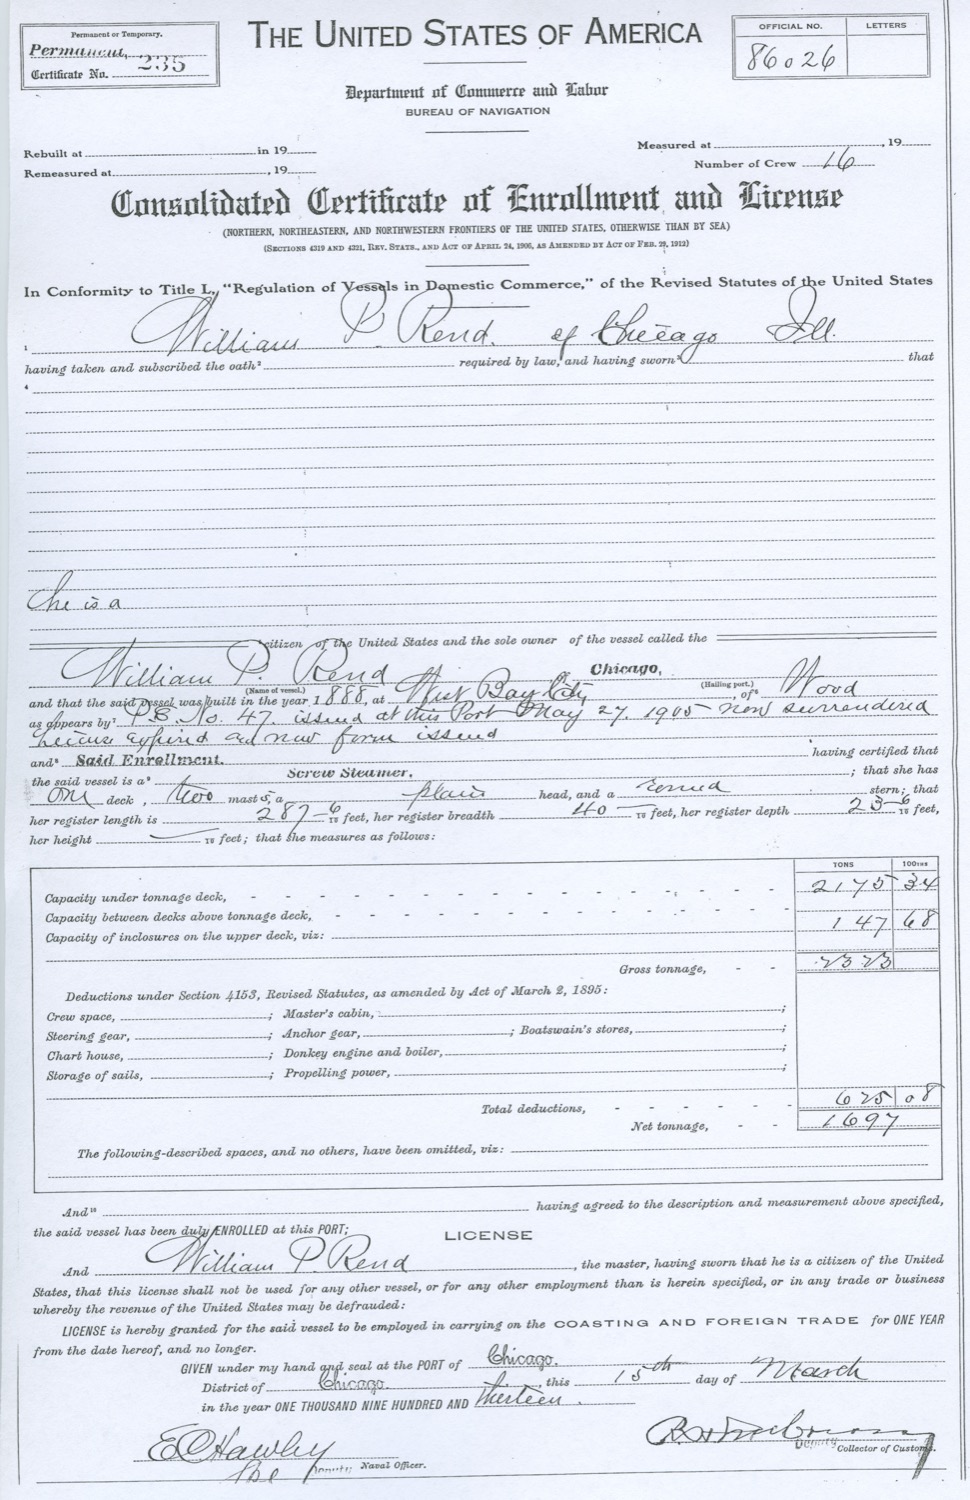 Permanent or Temporary.
Permanent,
Certificate No. 235
THE UNITED STATES OF AMERICA
Department of Commerce and Labor
BUREAU OF NAVIGATION
OFFICIAL NO. LETTERS
86026
Rebuilt at in 19
Remeasured at , 19
Measured at , 19
Number of Crew 16
Consolidated Certificate of Enrollment and License
(NORTHERN, NORTHEASTERN, AND NORTHWESTERN FRONTIERS OF THE UNITED STATES, OTHERWISE THAN BY SEA)
(SECTIONS 4319 AND 4321, REV. STATS., AND ACT OF APRIL 24, 1906, AS AMENDED BY ACT OF FEB. 29, 1912)
In Conformity to Title L, "Regulation of Vessels in Domestic Commerce," of the Revised Statutes of the United States
1 William P. Rend. of Chicago Ill.
having taken and subscribed the oath 2 required by law, and having sworn 3 that
4
he is a
citizen of the United States and the sole owner of the vessel called the
William P. Rend Chicago,
(Name of vessel.) (Hailing port.)
and that the said vessel was built in the year 1888, at West Bay City , of 6 Wood
as appears by 7 P.E. No. 47. issued at this Port May 27. 1905 now surrendered
license expired and new form issued
and 8 Said Enrollment. having certified that
the said vessel is a 9 Screw Steamer, ; that she has
one deck , two masts, a plain head, and a round stern; that
her register length is 287-6/10 feet, her register breadth 40 /10 feet, her register depth 23-6/10 feet,
her height /10 feet; that she measures as follows:
TONS 100THS
Capacity under tonnage deck, 2175 34
Capacity between decks above tonnage deck, 147 68
Capacity of inclosures on the upper deck, viz:
Gross tonnage, 2323
Deductions under Section 4153, Revised Statutes, as amended by Act of March 2, 1895:
Crew space, ; Master's cabin, ;
Steering gear, ; Anchor gear, ; Boatswain's stores, ;
Chart house, ; Donkey engine and boiler, ;
Storage of sails, ; Propelling power, ;
Total deductions, 625 08
Net tonnage, 1697
The following-described spaces, and no others, have been omitted, viz:
And 10 having agreed to the description and measurement above specified,
the said vessel has been duly ENROLLED at this PORT;
LICENSE
And William P Rend , the master, having sworn that he is a citizen of the United
States, that this license shall not be used for any other vessel, or for any other employment than is herein specified, or in any trade or business
whereby the revenue of the United States may be defrauded:
LICENSE is hereby granted for the said vessel to be employed in carrying on the COASTING AND FOREIGN TRADE for ONE YEAR
from the date hereof, and no longer.
GIVEN under my hand and seal at the PORT of Chicago.
District of Chicago , this 15th day of March
in the year ONE THOUSAND NINE HUNDRED AND Thirteen .
E C Hawley
Deputy Naval Officer.
Deputy Collector of Customs.